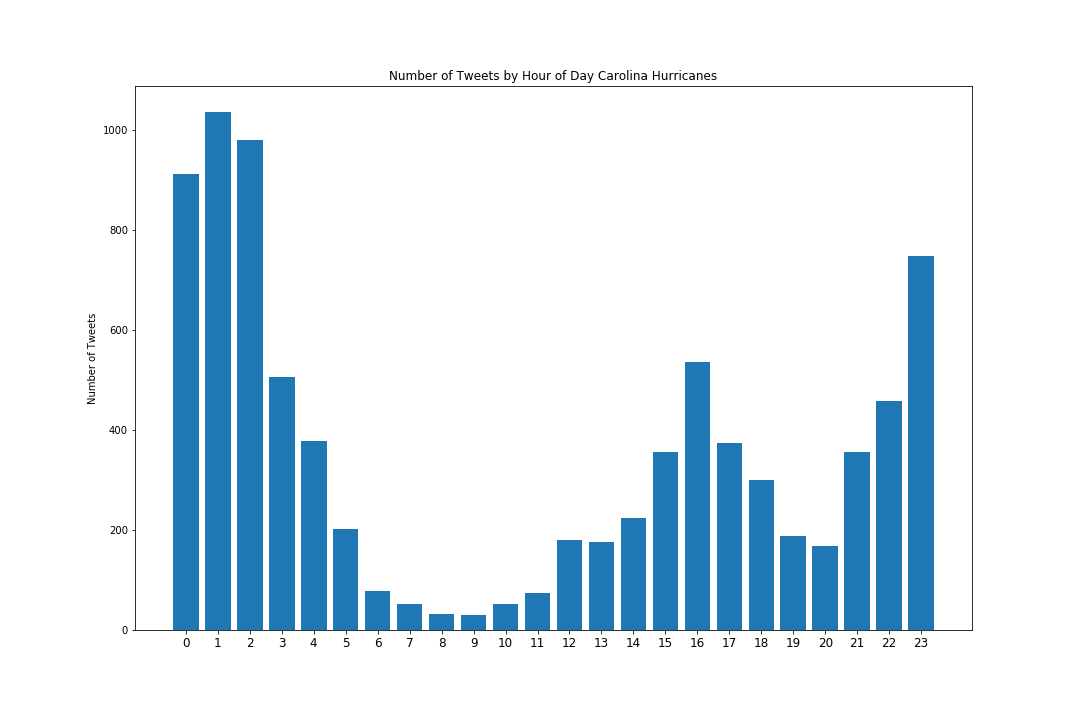 Number of Tweets by Hour of Day Carolina Hurricanes
1000
800
600
400
200
0
Number of Tweets
0 1 2 3 4 5 6 7 8 9 10 11 12 13 14 15 16 17 18 19 20 21 22 23